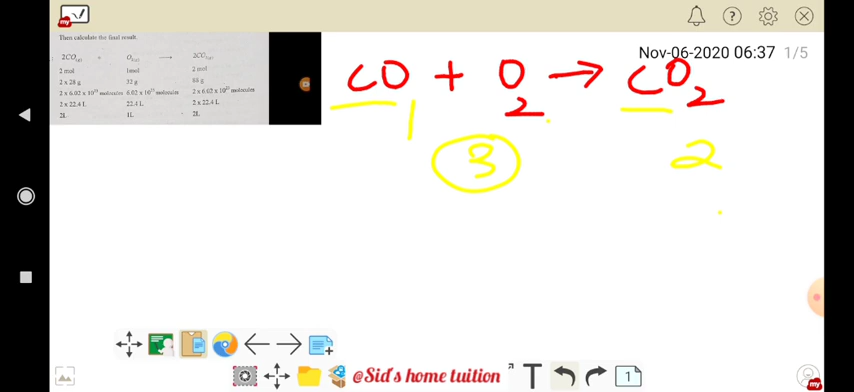 my
Nov-06-2020 06:37 1/5
Then calculate the final result.
2CO(g) + O₂(g) ⟶ 2CO₂(g)
2 mol 1mol 2 mol
2 x 28 g 32 g 88 g
2 x 6.02 x 10²³ molecules 6.02 x 10²³ molecules 2 x 6.02 x 10²³ molecules
2 x 22.4 L 22.4 L 2 x 22.4 L
2L 1L 2L
CO + O₂ → CO₂
1 3 2
@Sid's home tuition T 1
my